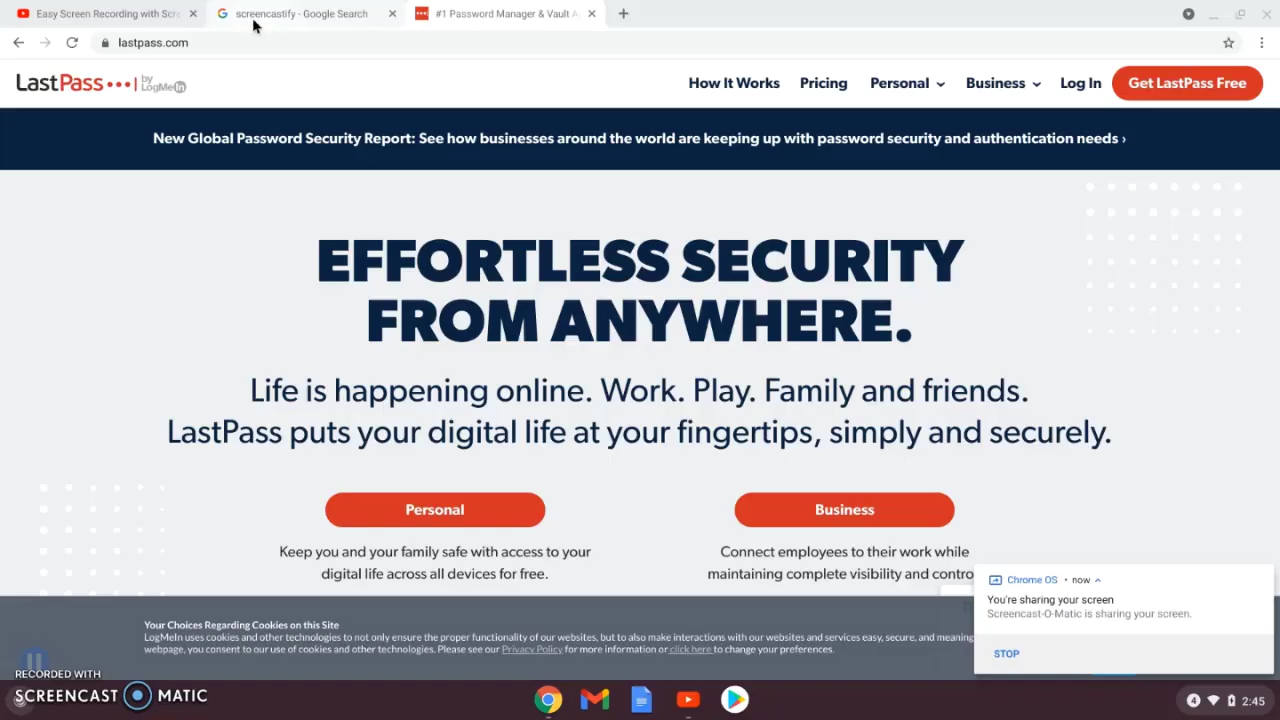 Easy Screen Recording with Scre
screencastify - Google Search
#1 Password Manager & Vault A
lastpass.com
LastPass by LogMeIn
How It Works Pricing Personal Business Log In Get LastPass Free
New Global Password Security Report: See how businesses around the world are keeping up with password security and authentication needs ›
EFFORTLESS SECURITY
FROM ANYWHERE.
Life is happening online. Work. Play. Family and friends.
LastPass puts your digital life at your fingertips, simply and securely.
Personal
Keep you and your family safe with access to your
digital life across all devices for free.
Business
Connect employees to their work while
maintaining complete visibility and contro
Chrome OS • now
You're sharing your screen
Screencast-O-Matic is sharing your screen.
STOP
Your Choices Regarding Cookies on this Site
LogMeIn uses cookies and other technologies to not only ensure the proper functionality of our websites, but to also make interactions with our websites and services easy, secure, and meaning
webpage, you consent to our use of cookies and other technologies. Please see our Privacy Policy for more information or click here to change your preferences.
RECORDED WITH
SCREENCAST MATIC
4 2:45